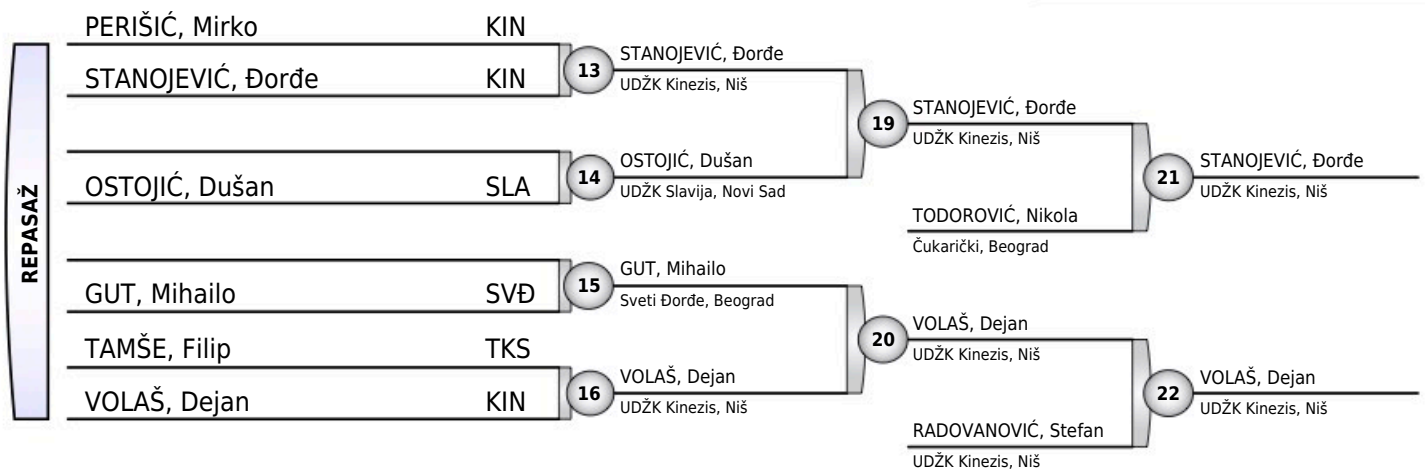 REPASAŽ
PERIŠIĆ, Mirko KIN
STANOJEVIĆ, Đorđe KIN
OSTOJIĆ, Dušan SLA
GUT, Mihailo SVĐ
TAMŠE, Filip TKS
VOLAŠ, Dejan KIN
13
STANOJEVIĆ, Đorđe
UDŽK Kinezis, Niš
14
OSTOJIĆ, Dušan
UDŽK Slavija, Novi Sad
15
GUT, Mihailo
Sveti Đorđe, Beograd
16
VOLAŠ, Dejan
UDŽK Kinezis, Niš
19
STANOJEVIĆ, Đorđe
UDŽK Kinezis, Niš
TODOROVIĆ, Nikola
Čukarički, Beograd
20
VOLAŠ, Dejan
UDŽK Kinezis, Niš
RADOVANOVIĆ, Stefan
UDŽK Kinezis, Niš
21
STANOJEVIĆ, Đorđe
UDŽK Kinezis, Niš
22
VOLAŠ, Dejan
UDŽK Kinezis, Niš